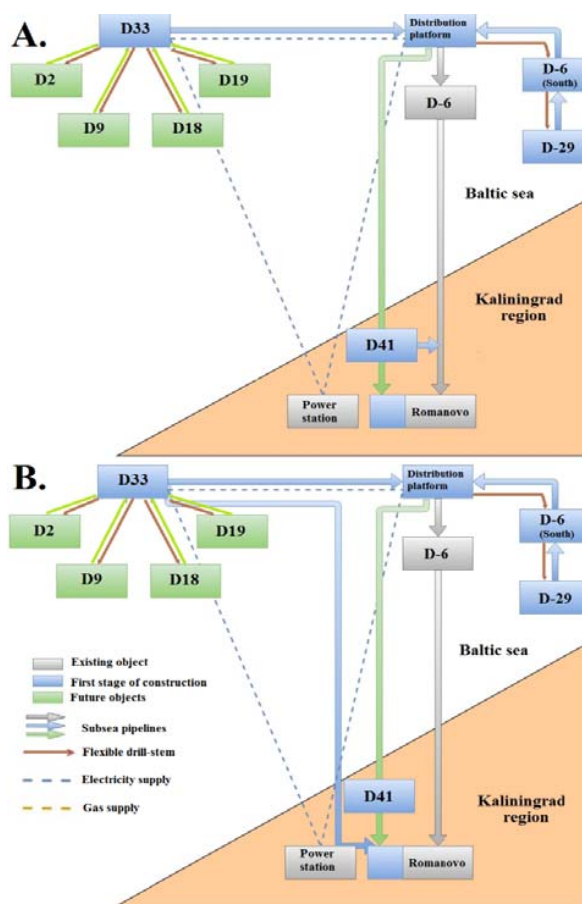 A.
D33
Distribution
platform
D2
D19
D-6
(South)
D9
D18
D-6
D-29
Baltic sea
Kaliningrad
region
D41
Power
station
Romanovo
B.
D33
Distribution
platform
D2
D19
D-6
(South)
D9
D18
D-6
D-29
Baltic sea
Existing object
First stage of construction
Future objects
Subsea pipelines
Flexible drill-stem
Electricity supply
Gas supply
D41
Kaliningrad
region
Power
station
Romanovo